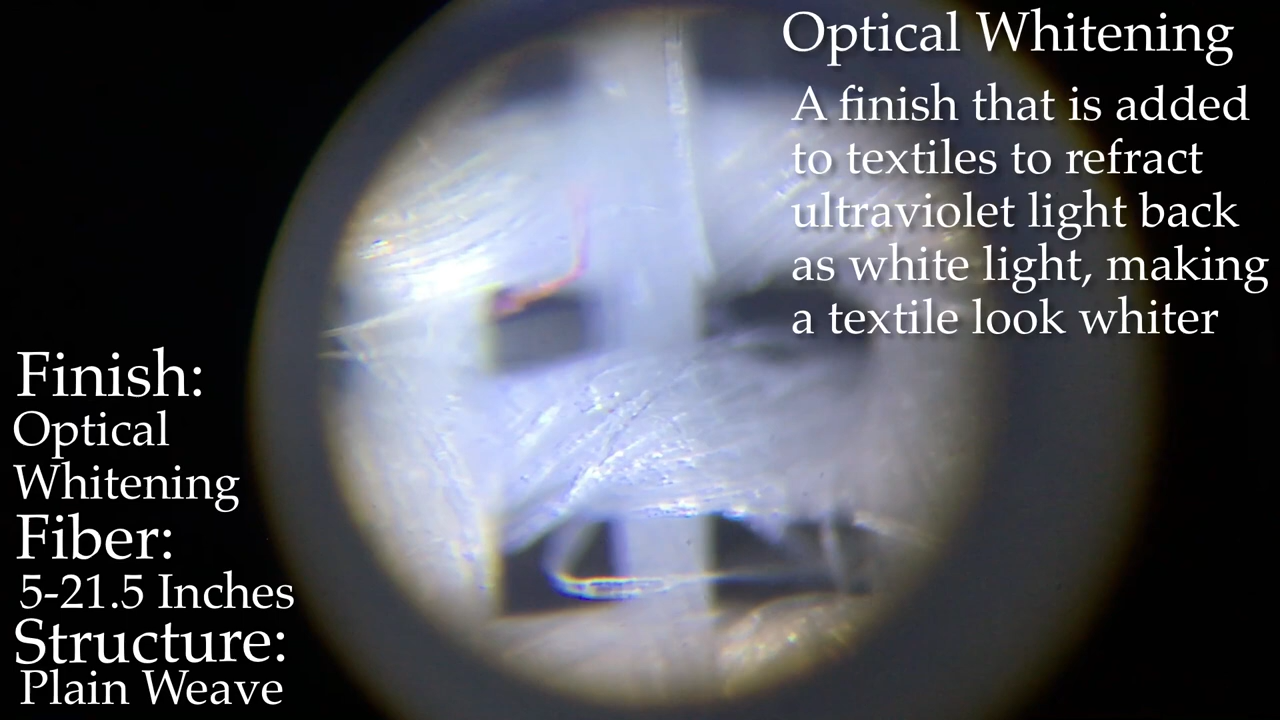 Optical Whitening
A finish that is added
to textiles to refract
ultraviolet light back
as white light, making
a textile look whiter
Finish:
Optical
Whitening
Fiber:
5-21.5 Inches
Structure:
Plain Weave